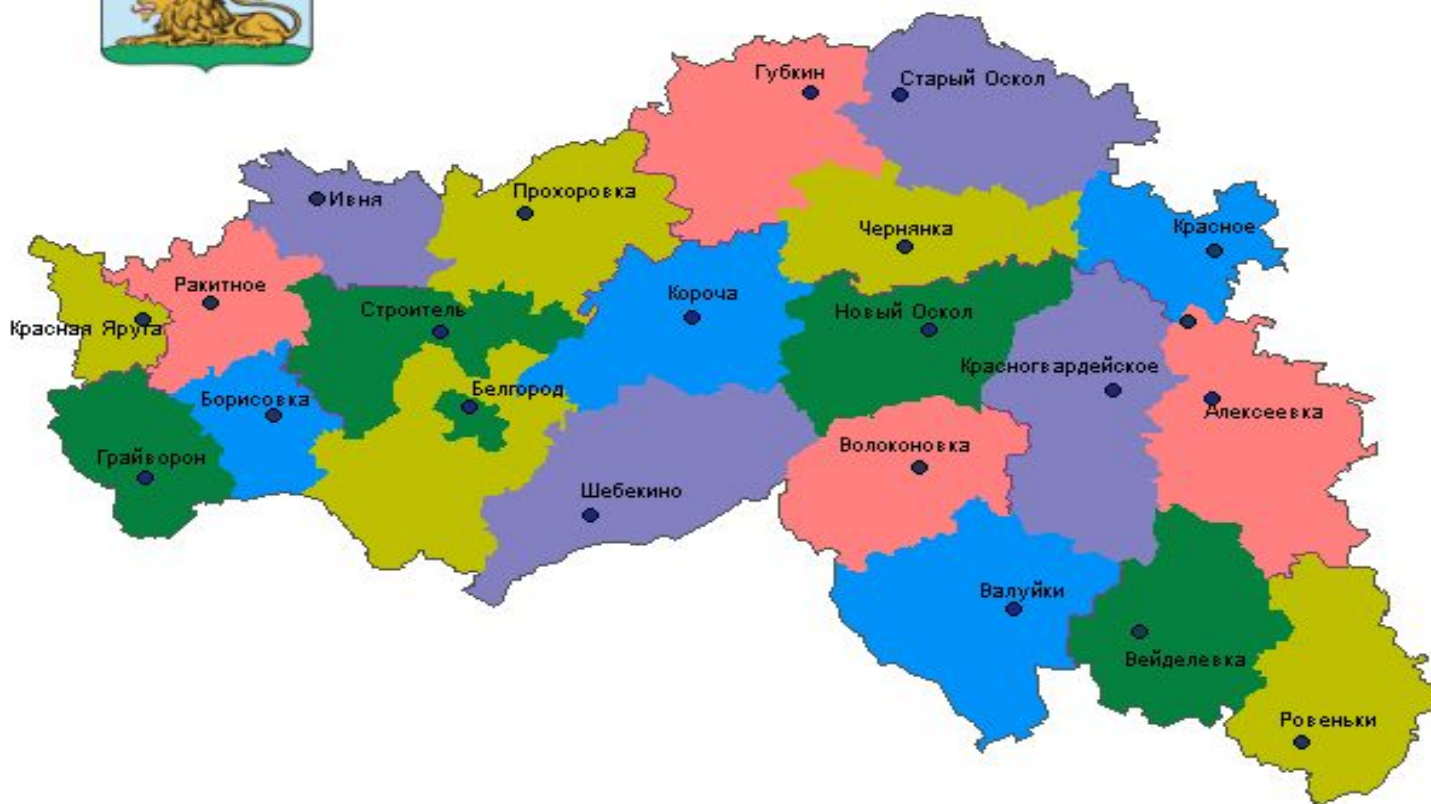 Губкин
Старый Оскол
Ивня
Прохоровка
Чернянка
Красное
Ракитное
Короча
Строитель
Новый Оскол
Красная Яруга
Красногвардейское
Белгород
Борисовка
Алексеевка
Волоконовка
Грайворон
Шебекино
Валуйки
Вейделевка
Ровеньки